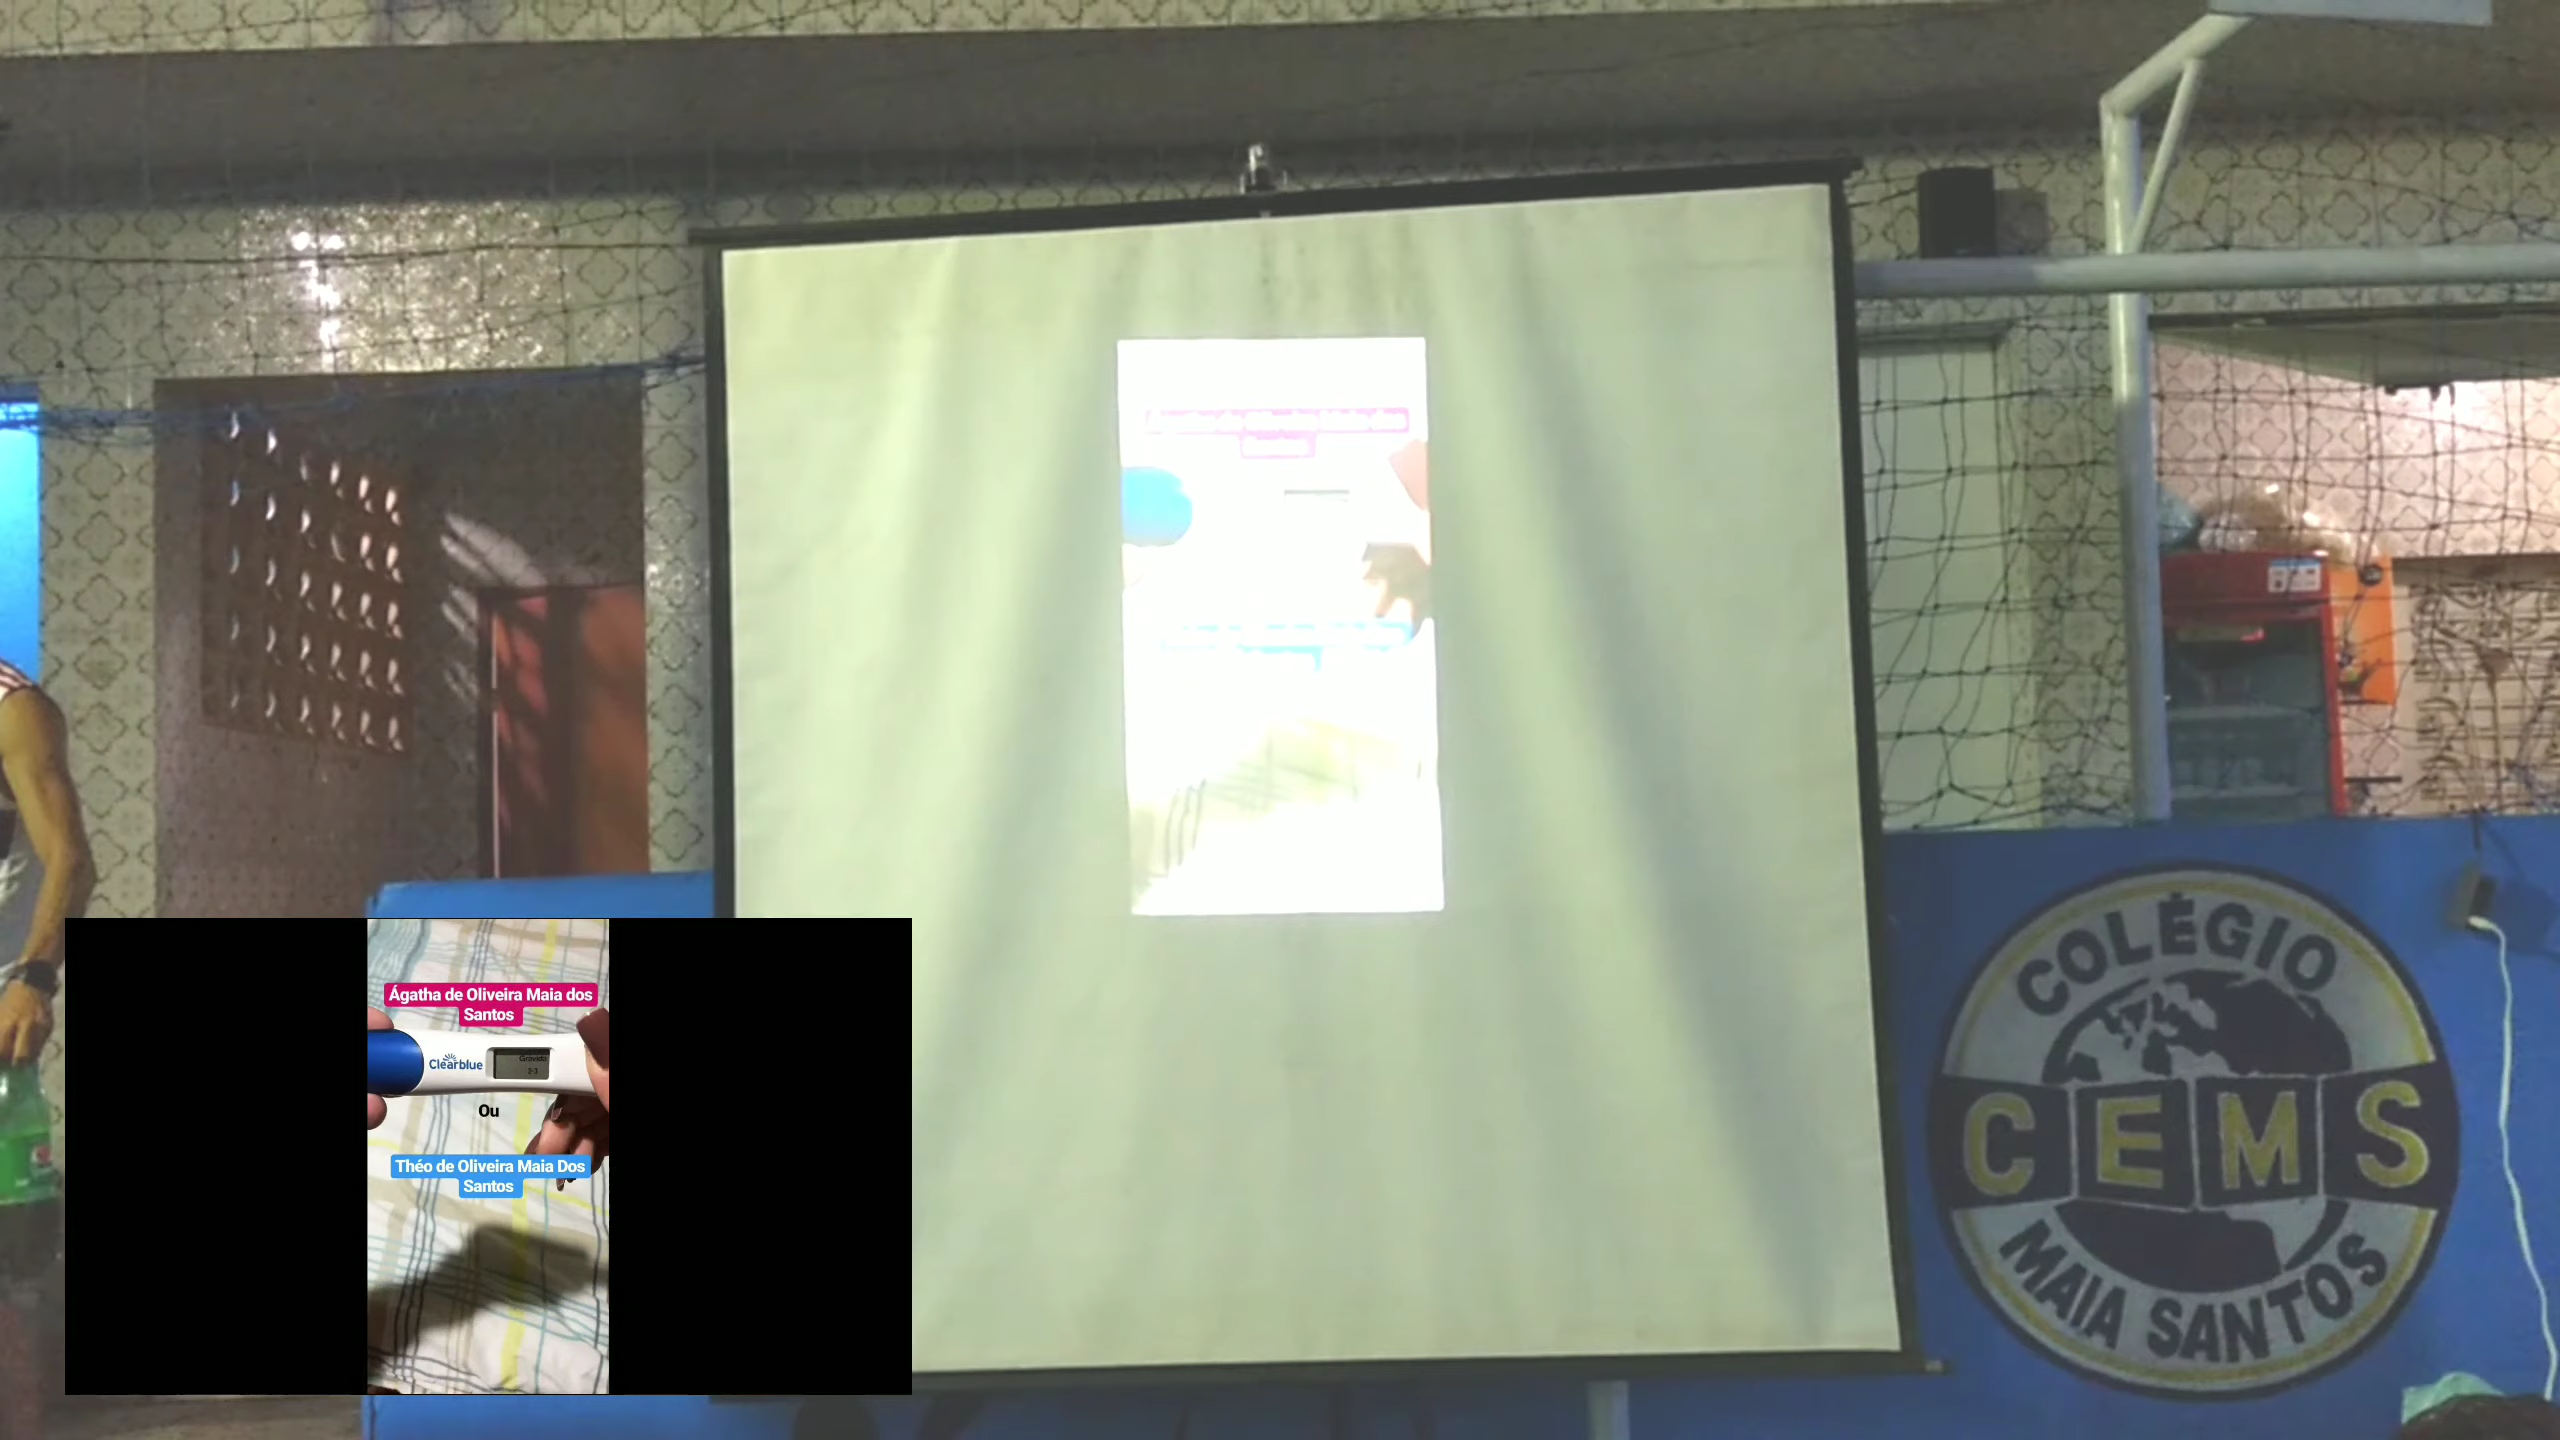 Ágatha de Oliveira Maia dos
Santos
Clearblue
Grávida
2-3
Ou
Théo de Oliveira Maia Dos
Santos
COLÉGIO
CEMS
MAIA SANTOS